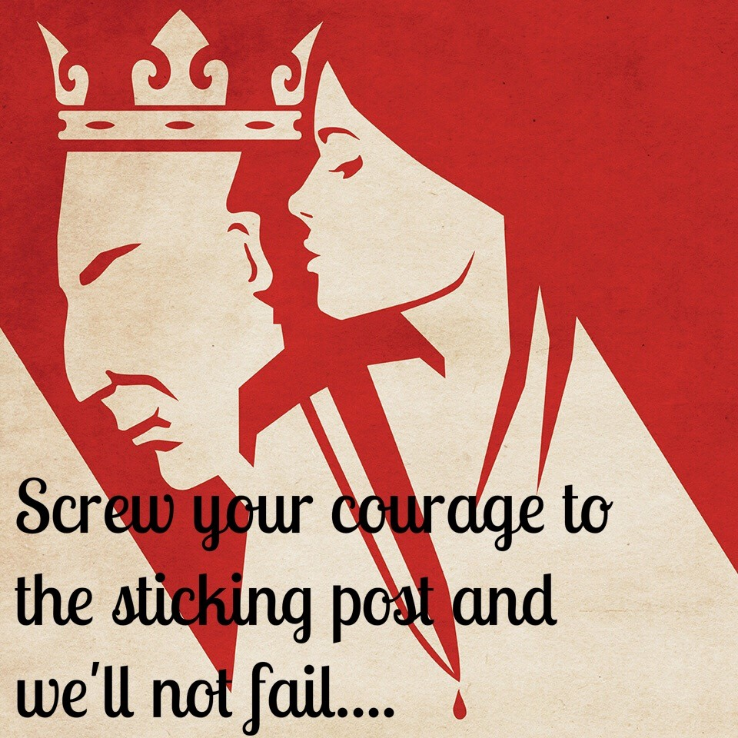 Screw your courage to
the sticking post and
we'll not fail....